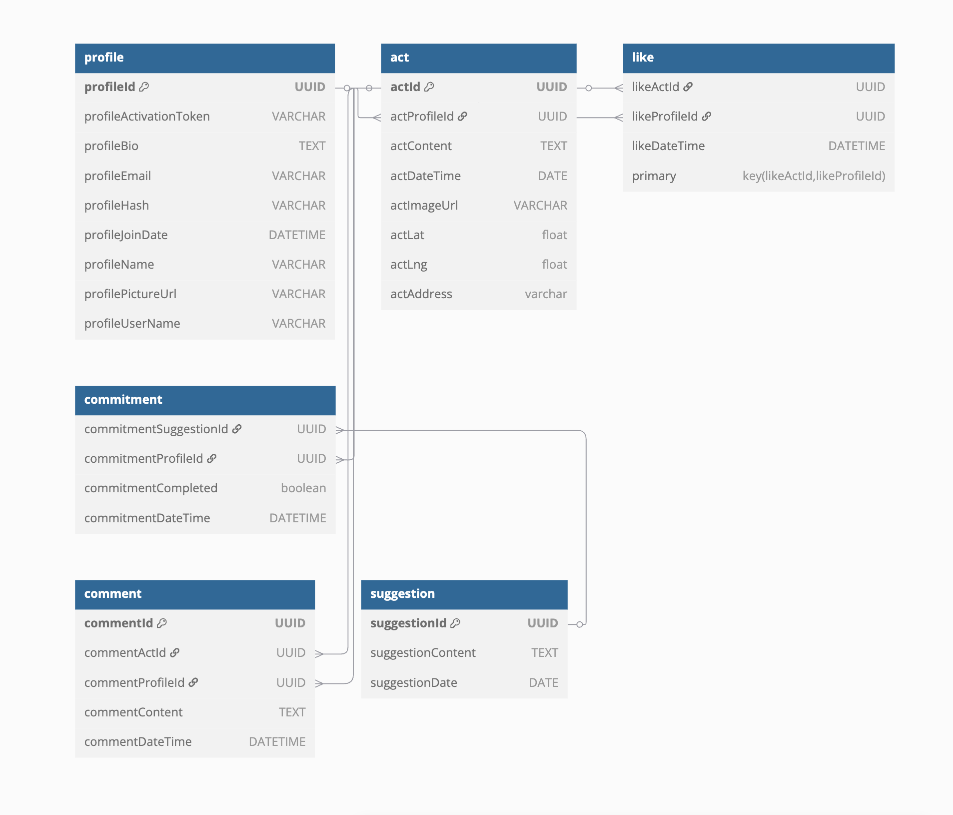 profile
profileId UUID
profileActivationToken VARCHAR
profileBio TEXT
profileEmail VARCHAR
profileHash VARCHAR
profileJoinDate DATETIME
profileName VARCHAR
profilePictureUrl VARCHAR
profileUserName VARCHAR
act
actId UUID
actProfileId UUID
actContent TEXT
actDateTime DATE
actImageUrl VARCHAR
actLat float
actLng float
actAddress varchar
like
likeActId UUID
likeProfileId UUID
likeDateTime DATETIME
primary key(likeActId,likeProfileId)
commitment
commitmentSuggestionId UUID
commitmentProfileId UUID
commitmentCompleted boolean
commitmentDateTime DATETIME
comment
commentId UUID
commentActId UUID
commentProfileId UUID
commentContent TEXT
commentDateTime DATETIME
suggestion
suggestionId UUID
suggestionContent TEXT
suggestionDate DATE